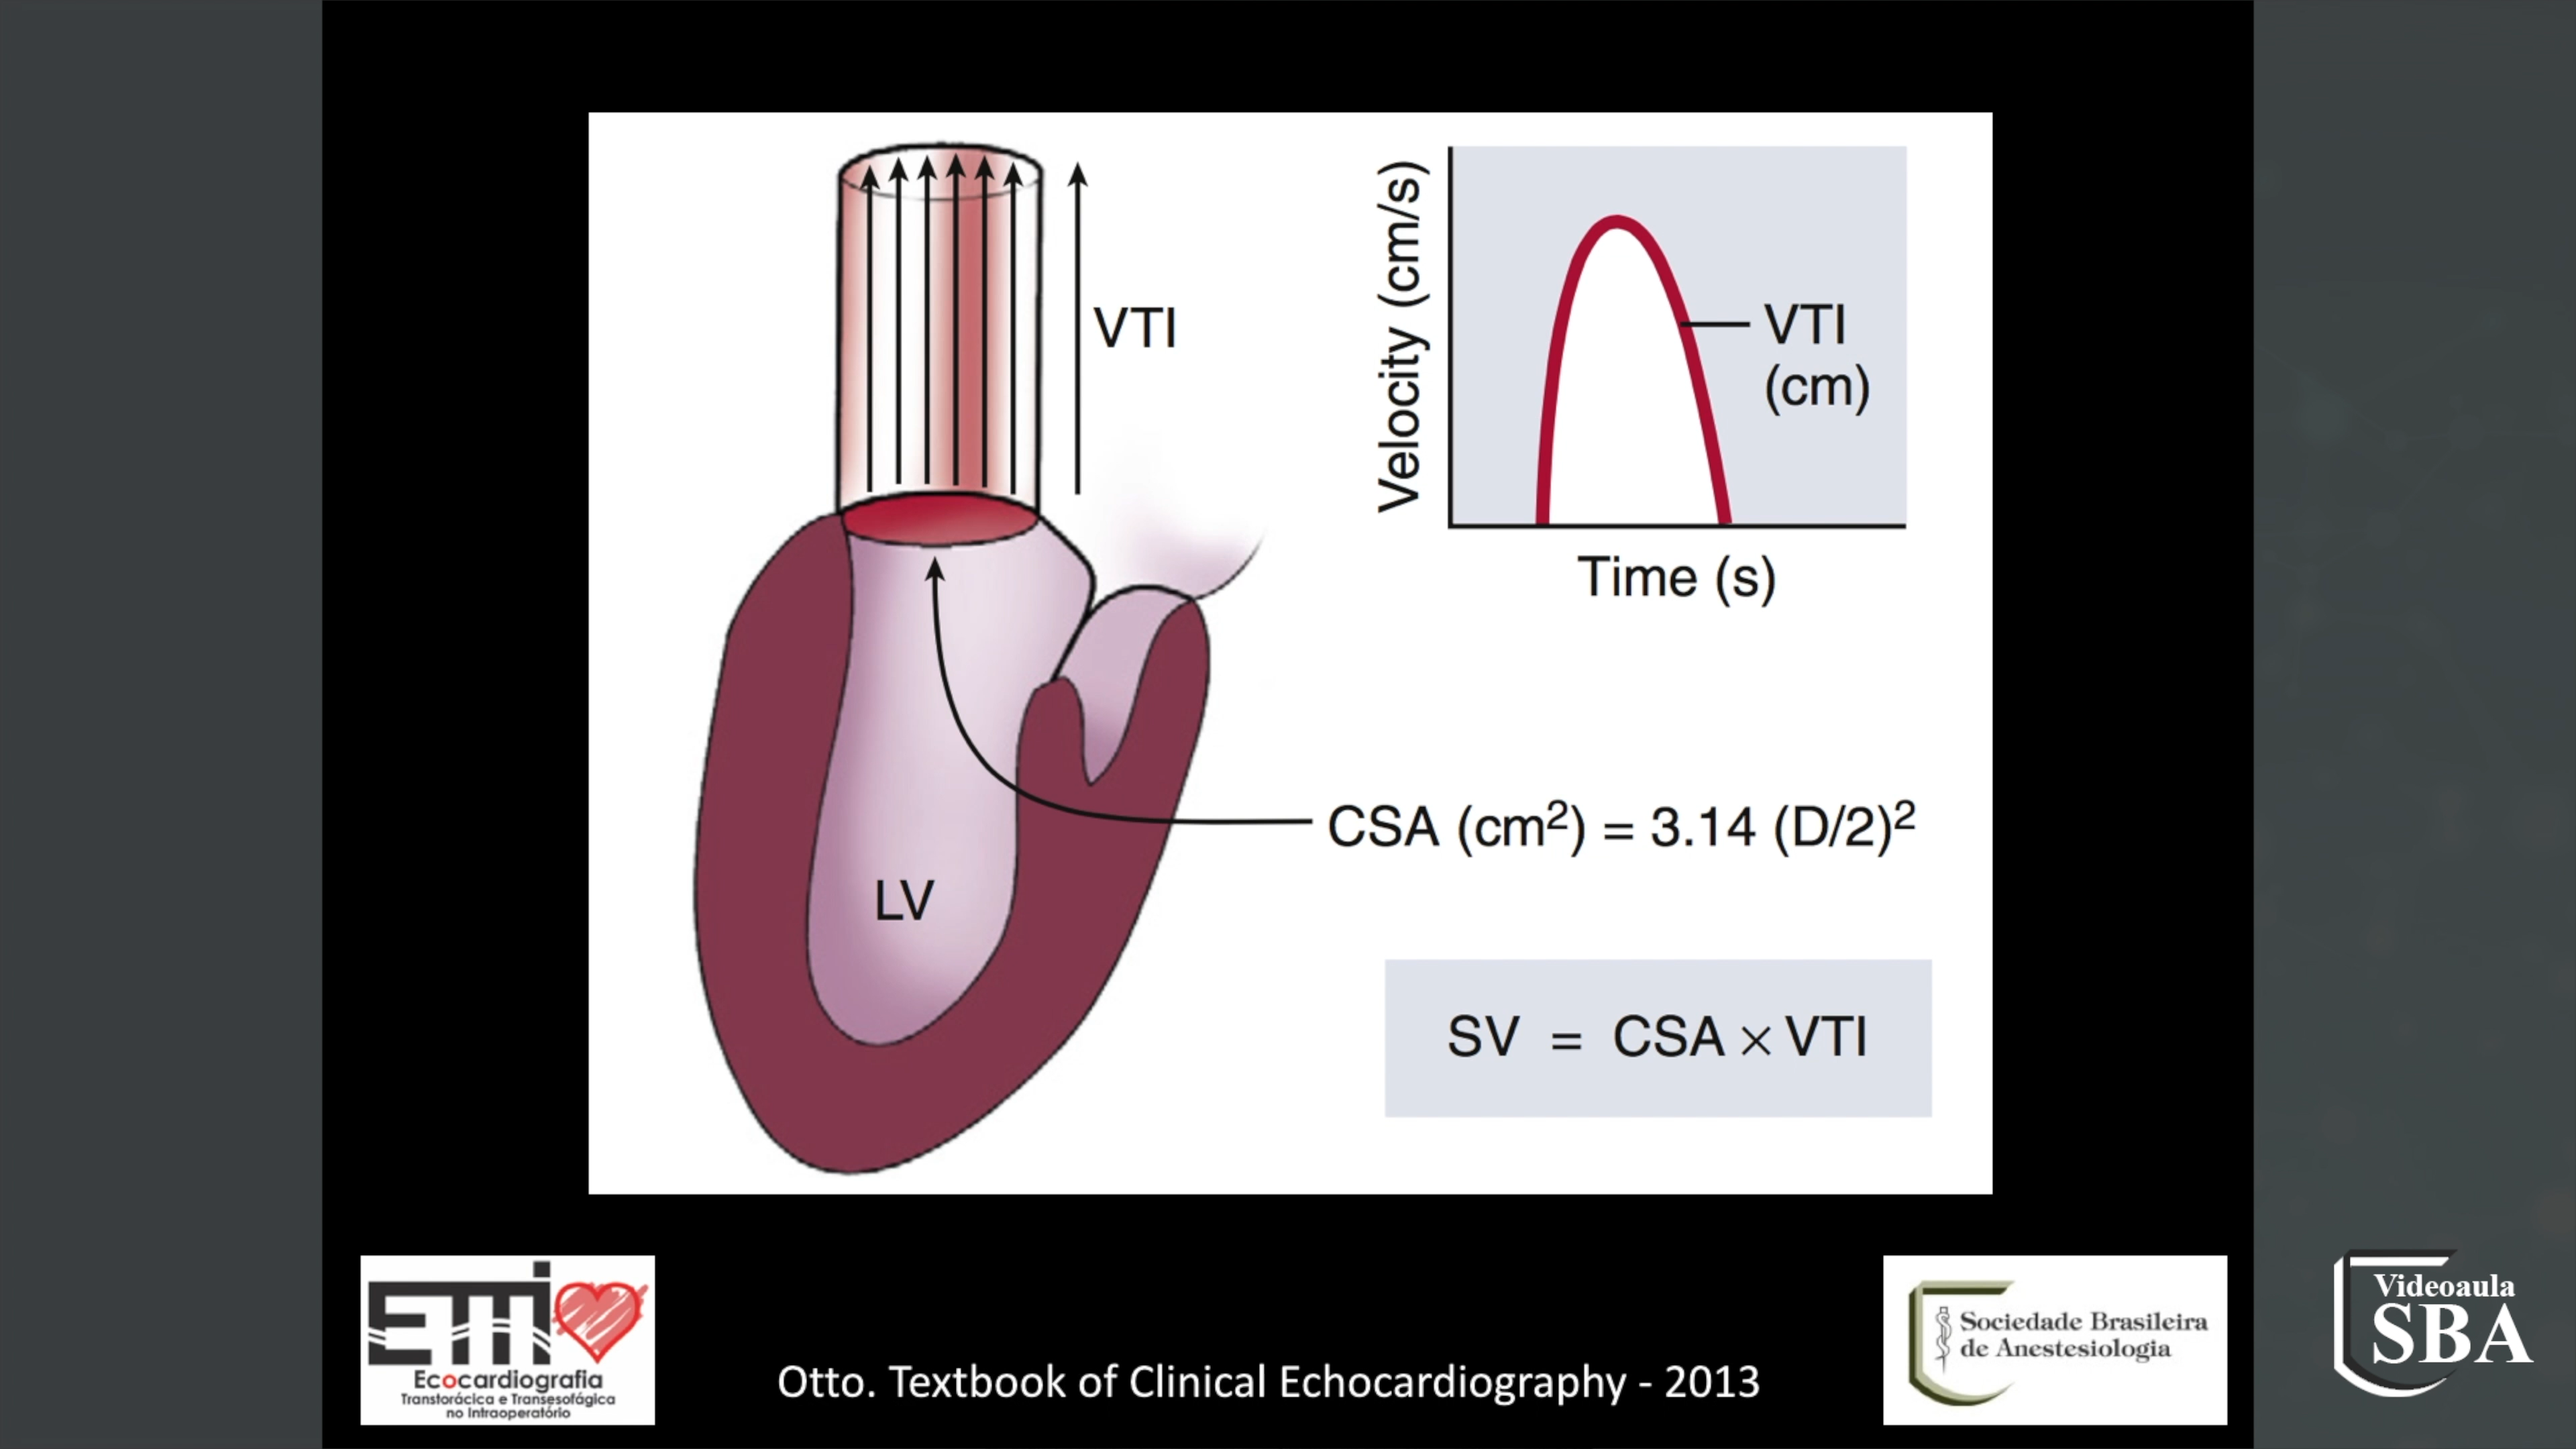 VTI
Velocity (cm/s)
VTI
(cm)
Time (s)
CSA (cm²) = 3.14 (D/2)²
LV
SV = CSA × VTI
ETTi
Ecocardiografia
Transtorácica e Transesofágica
no Intraoperatório
Otto. Textbook of Clinical Echocardiography - 2013
Sociedade Brasileira
de Anestesiologia
Videoaula
SBA